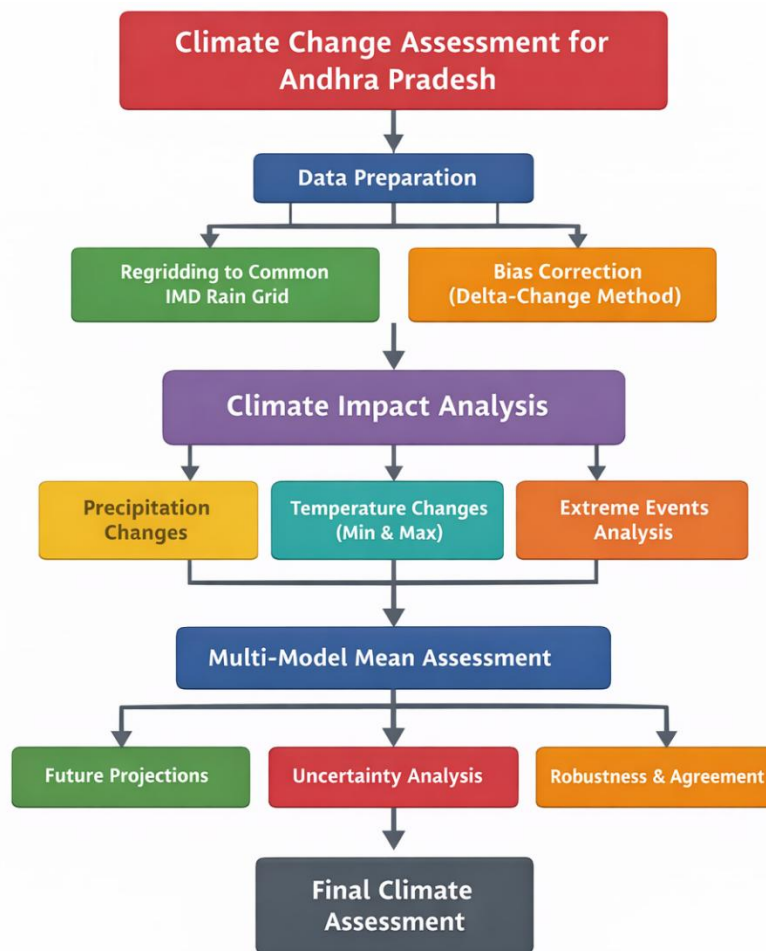 Climate Change Assessment for
Andhra Pradesh
Data Preparation
Regridding to Common
IMD Rain Grid
Bias Correction
(Delta-Change Method)
Climate Impact Analysis
Precipitation
Changes
Temperature Changes
(Min & Max)
Extreme Events
Analysis
Multi-Model Mean Assessment
Future Projections
Uncertainty Analysis
Robustness & Agreement
Final Climate
Assessment